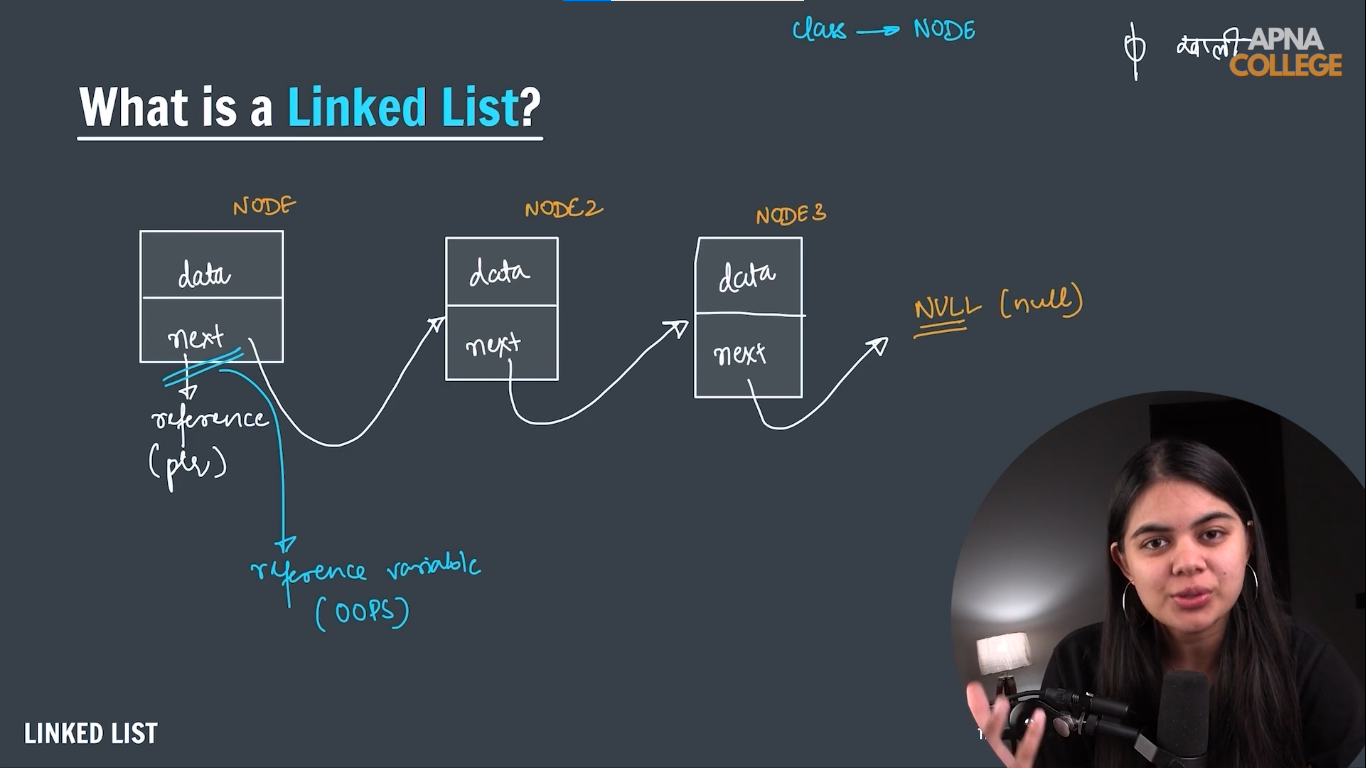 class → NODE
φ खाली
APNA
COLLEGE
What is a Linked List?
NODE
NODE2
NODE3
data
data
data
next
next
next
NULL (null)
reference
(ptr)
reference variable
(OOPS)
LINKED LIST